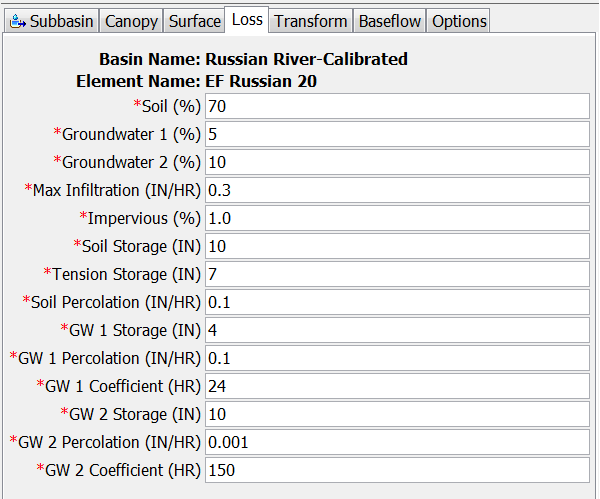 Subbasin Canopy Surface Loss Transform Baseflow Options
Basin Name: Russian River-Calibrated
Element Name: EF Russian 20
*Soil (%) 70
*Groundwater 1 (%) 5
*Groundwater 2 (%) 10
*Max Infiltration (IN/HR) 0.3
*Impervious (%) 1.0
*Soil Storage (IN) 10
*Tension Storage (IN) 7
*Soil Percolation (IN/HR) 0.1
*GW 1 Storage (IN) 4
*GW 1 Percolation (IN/HR) 0.1
*GW 1 Coefficient (HR) 24
*GW 2 Storage (IN) 10
*GW 2 Percolation (IN/HR) 0.001
*GW 2 Coefficient (HR) 150